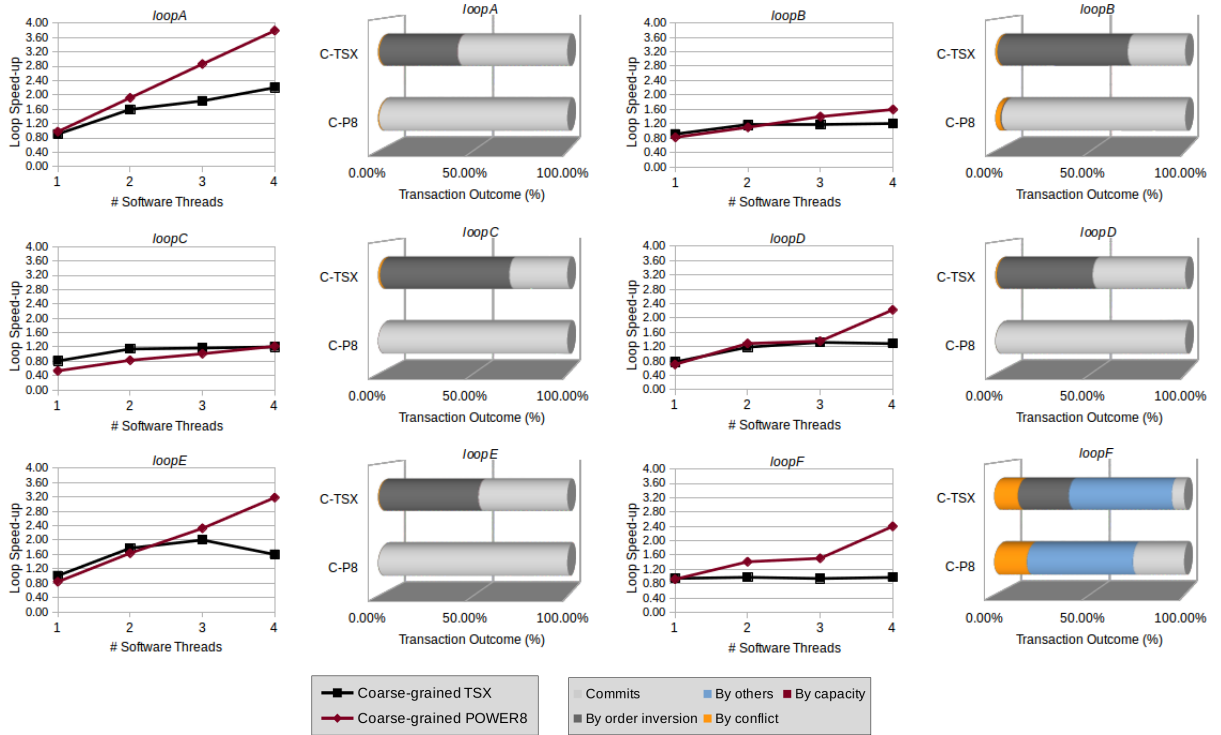 loopA
4.00
3.60
3.20
2.80
2.40
2.00
1.60
1.20
0.80
0.40
0.00
Loop Speed-up
1 2 3 4
# Software Threads
loopA
C-TSX
C-P8
0.00% 50.00% 100.00%
Transaction Outcome (%)
loopB
4.00
3.60
3.20
2.80
2.40
2.00
1.60
1.20
0.80
0.40
0.00
Loop Speed-up
1 2 3 4
# Software Threads
loopB
C-TSX
C-P8
0.00% 50.00% 100.00%
Transaction Outcome (%)
loopC
4.00
3.60
3.20
2.80
2.40
2.00
1.60
1.20
0.80
0.40
0.00
Loop Speed-up
1 2 3 4
# Software Threads
loopC
C-TSX
C-P8
0.00% 50.00% 100.00%
Transaction Outcome (%)
loopD
4.00
3.60
3.20
2.80
2.40
2.00
1.60
1.20
0.80
0.40
0.00
Loop Speed-up
1 2 3 4
# Software Threads
loopD
C-TSX
C-P8
0.00% 50.00% 100.00%
Transaction Outcome (%)
loopE
4.00
3.60
3.20
2.80
2.40
2.00
1.60
1.20
0.80
0.40
0.00
Loop Speed-up
1 2 3 4
# Software Threads
loopE
C-TSX
C-P8
0.00% 50.00% 100.00%
Transaction Outcome (%)
loopF
4.00
3.60
3.20
2.80
2.40
2.00
1.60
1.20
0.80
0.40
0.00
Loop Speed-up
1 2 3 4
# Software Threads
loopF
C-TSX
C-P8
0.00% 50.00% 100.00%
Transaction Outcome (%)
Coarse-grained TSX
Coarse-grained POWER8
Commits By others By capacity
By order inversion By conflict